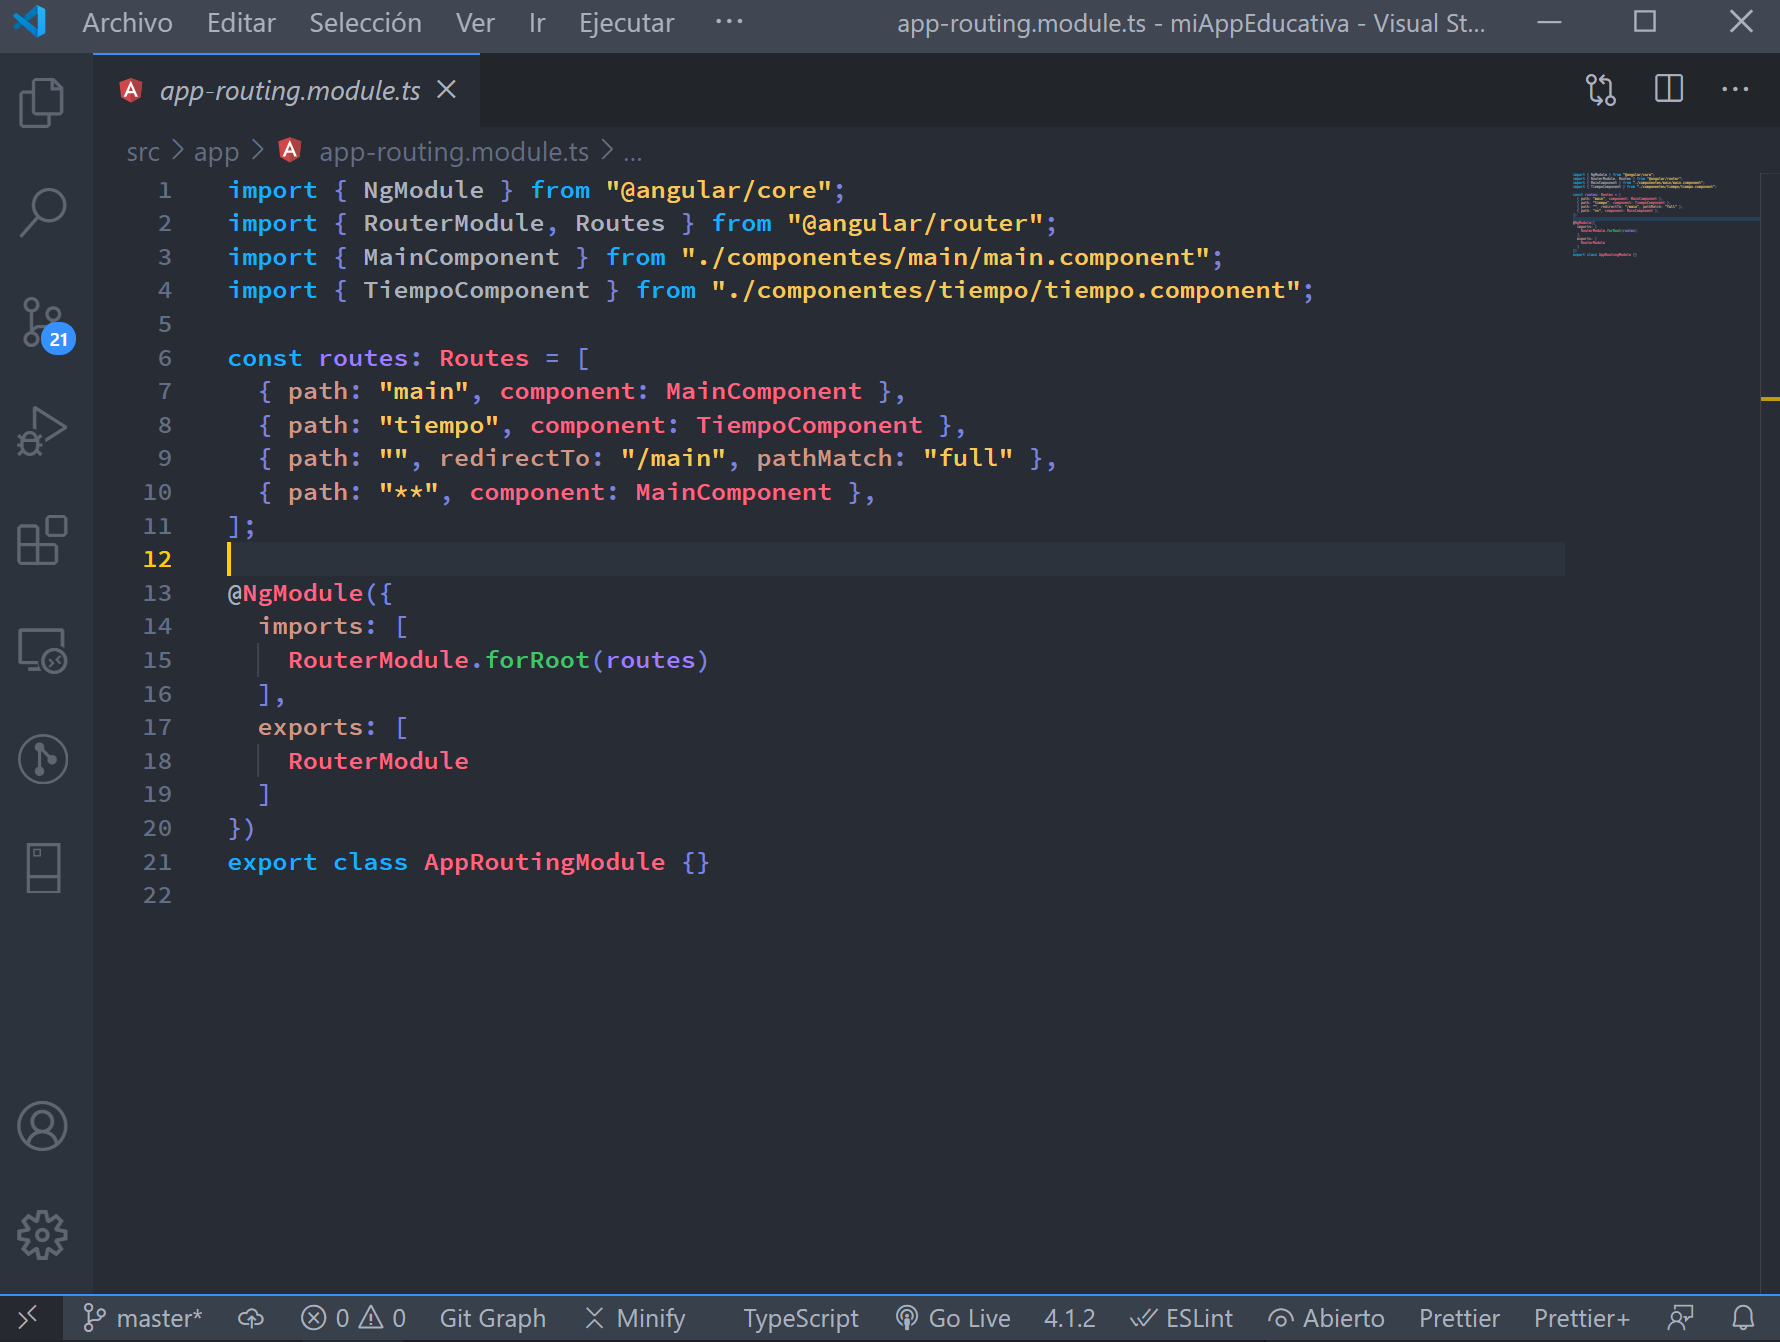 Archivo Editar Selección Ver Ir Ejecutar ··· app-routing.module.ts - miAppEducativa - Visual St...
app-routing.module.ts
src > app > app-routing.module.ts > ...
1 import { NgModule } from "@angular/core";
2 import { RouterModule, Routes } from "@angular/router";
3 import { MainComponent } from "./componentes/main/main.component";
4 import { TiempoComponent } from "./componentes/tiempo/tiempo.component";
5
6 const routes: Routes = [
7   { path: "main", component: MainComponent },
8   { path: "tiempo", component: TiempoComponent },
9   { path: "", redirectTo: "/main", pathMatch: "full" },
10   { path: "**", component: MainComponent },
11 ];
12
13 @NgModule({
14   imports: [
15     RouterModule.forRoot(routes)
16   ],
17   exports: [
18     RouterModule
19   ]
20 })
21 export class AppRoutingModule {}
22
21
master* 0 0 Git Graph Minify TypeScript Go Live 4.1.2 ESLint Abierto Prettier Prettier+